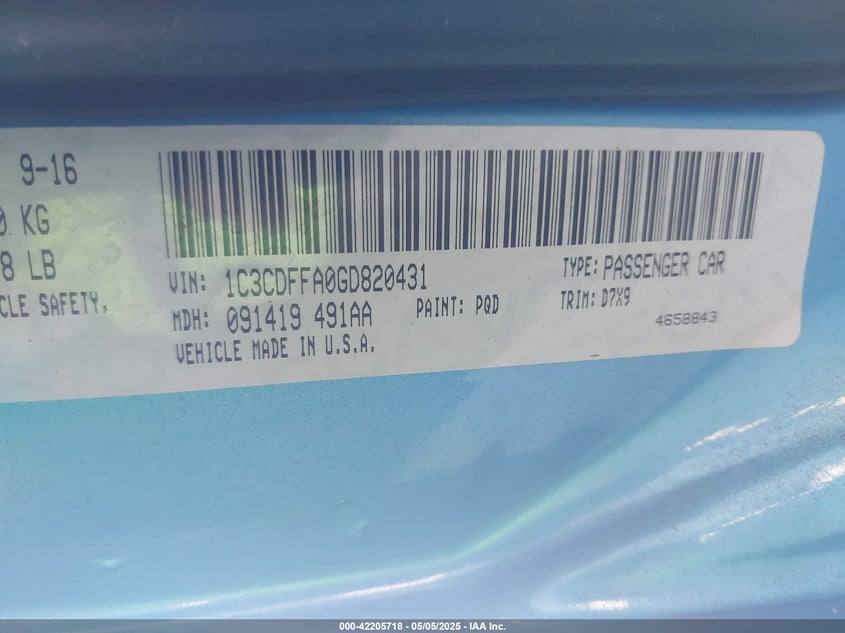 9-16
0 KG
8 LB
CLE SAFETY,
VIN: 1C3CDFFA0GD820431
TYPE: PASSENGER CAR
MDH: 091419 491AA
PAINT: PQD
TRIM: D7X9
VEHICLE MADE IN U.S.A.
4658843
000-42205718 - 05/05/2025 - IAA Inc.